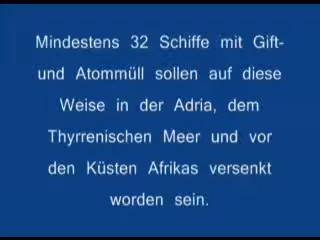 Mindestens 32 Schiffe mit Gift-
und Atommüll sollen auf diese
Weise in der Adria, dem
Thyrrenischen Meer und vor
den Küsten Afrikas versenkt
worden sein.